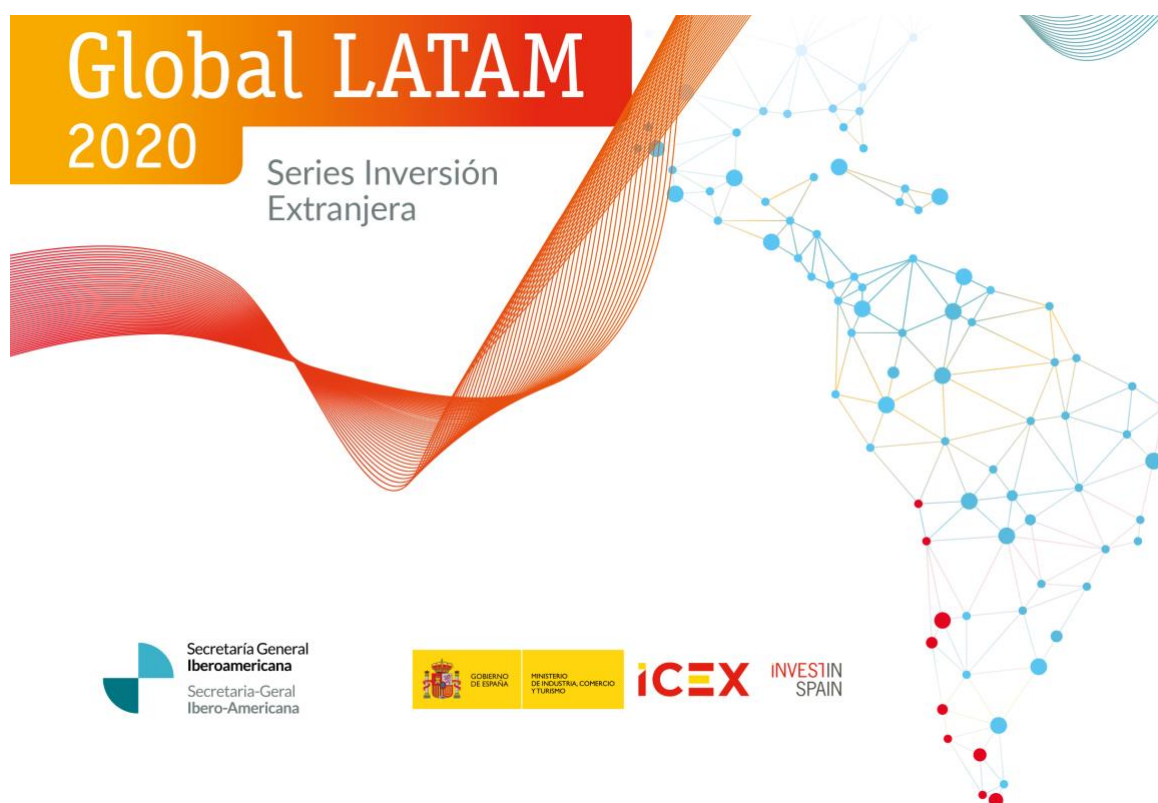 Global LATAM
2020
Series Inversión
Extranjera
Secretaría General
Iberoamericana
Secretaria-Geral
Ibero-Americana
GOBIERNO
DE ESPAÑA
MINISTERIO
DE INDUSTRIA, COMERCIO
Y TURISMO
ICEX
INVEST IN
SPAIN